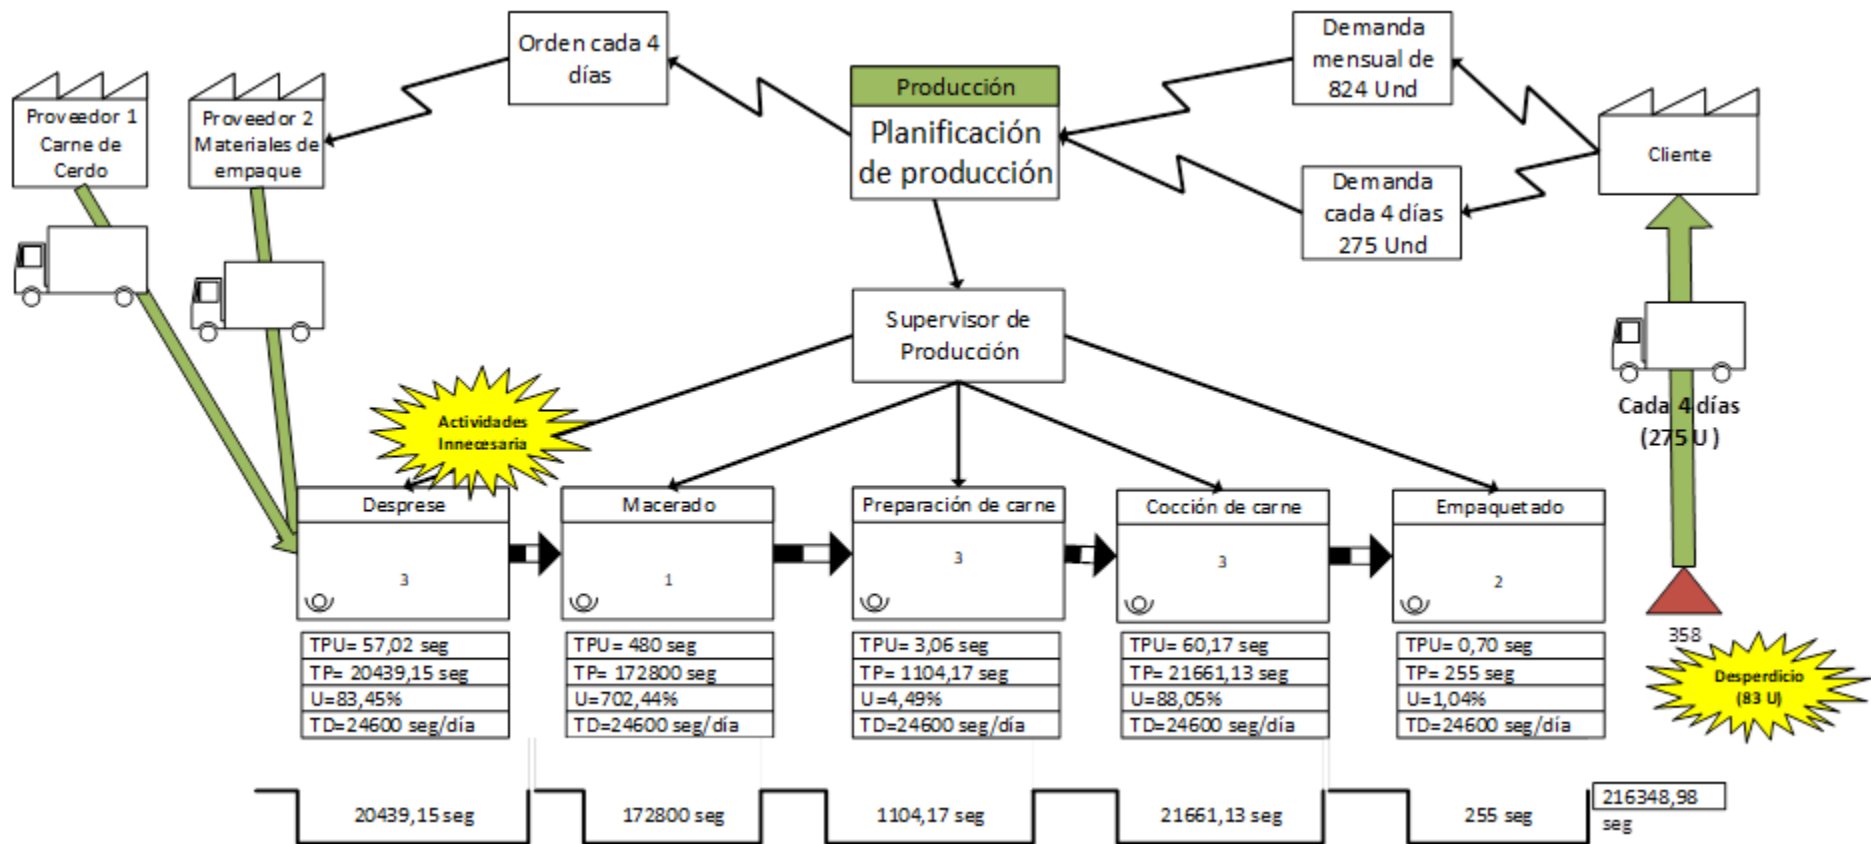 Orden cada 4
días
Demanda
mensual de
824 Und
Producción
Planificación
de producción
Proveedor 1
Carne de
Cerdo
Proveedor 2
Materiales de
empaque
Cliente
Demanda
cada 4 días
275 Und
Supervisor de
Producción
Cada 4 días
(275 U )
Actividades
Innecesaria
Desprese
3
Macerado
1
Preparación de carne
3
Cocción de carne
3
Empaquetado
2
358
Desperdicio
(83 U)
TPU= 57,02 seg
TP= 20439,15 seg
U=83,45%
TD=24600 seg/día
TPU= 480 seg
TP= 172800 seg
U=702,44%
TD=24600 seg/día
TPU= 3,06 seg
TP= 1104,17 seg
U=4,49%
TD=24600 seg/día
TPU= 60,17 seg
TP= 21661,13 seg
U=88,05%
TD=24600 seg/día
TPU= 0,70 seg
TP= 255 seg
U=1,04%
TD=24600 seg/día
20439,15 seg
172800 seg
1104,17 seg
21661,13 seg
255 seg
216348,98
seg